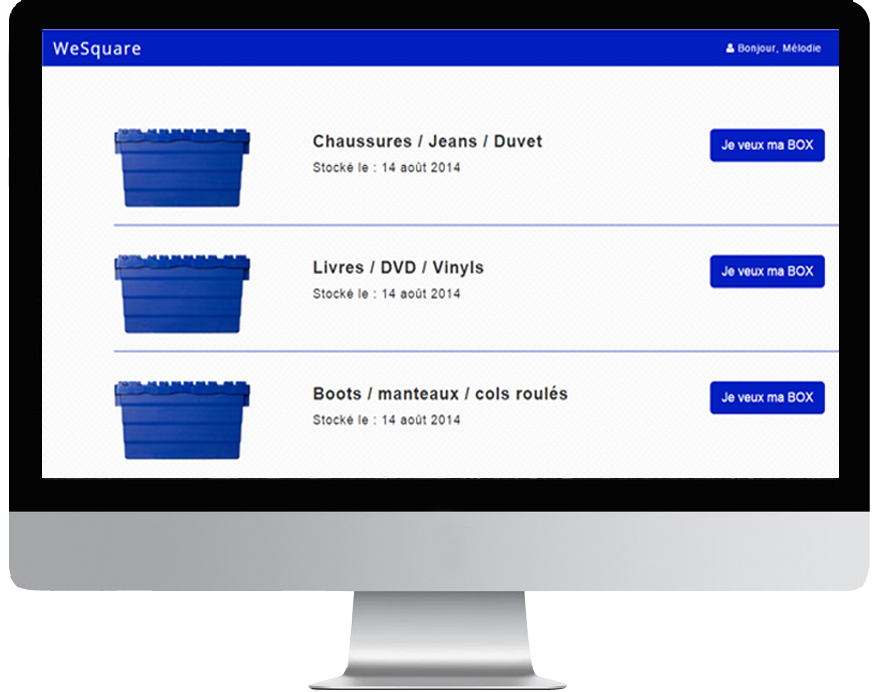 WeSquare
Bonjour, Mélodie
Chaussures / Jeans / Duvet
Je veux ma BOX
Stocké le : 14 août 2014
Livres / DVD / Vinyls
Je veux ma BOX
Stocké le : 14 août 2014
Boots / manteaux / cols roulés
Je veux ma BOX
Stocké le : 14 août 2014